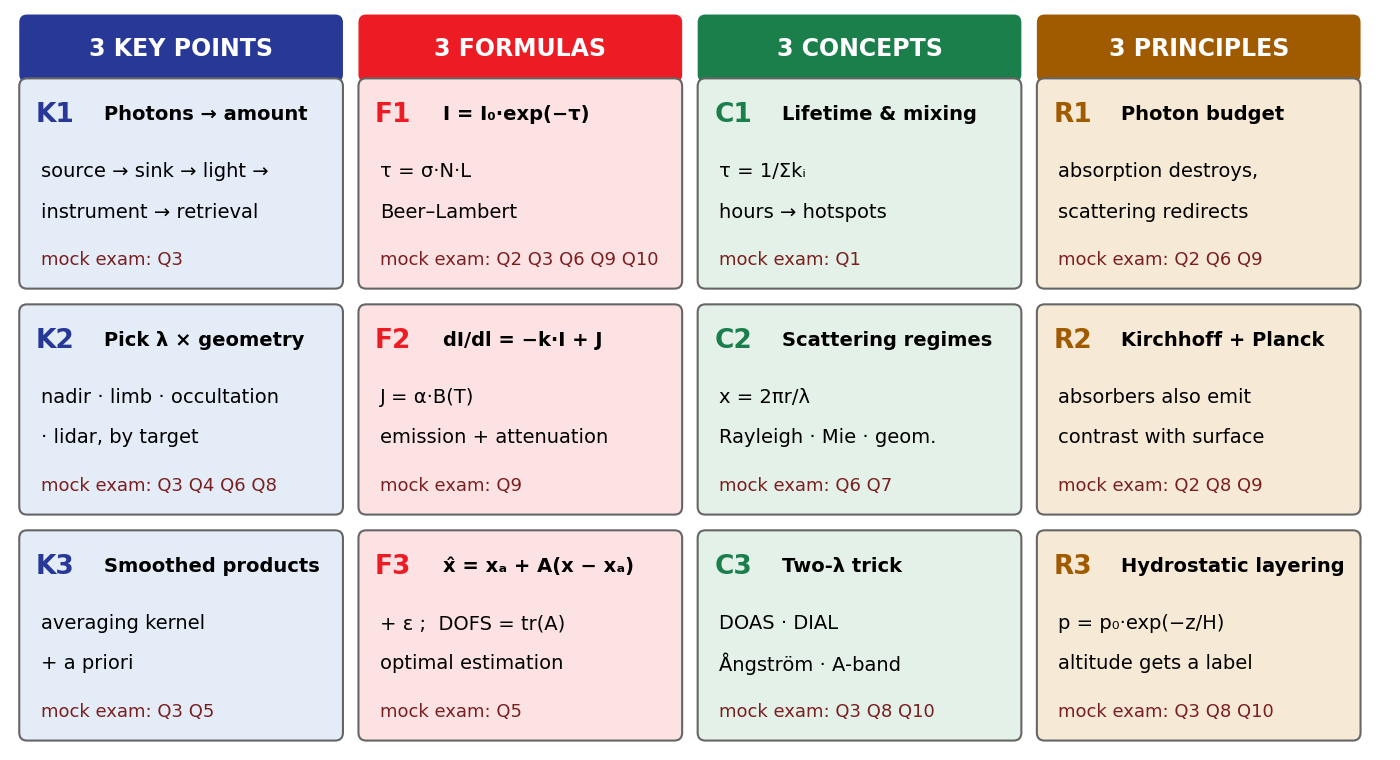 3 KEY POINTS
K1 Photons → amount
source → sink → light →
instrument → retrieval
mock exam: Q3
K2 Pick λ × geometry
nadir · limb · occultation
· lidar, by target
mock exam: Q3 Q4 Q6 Q8
K3 Smoothed products
averaging kernel
+ a priori
mock exam: Q3 Q5
3 FORMULAS
F1 I = I₀·exp(−τ)
τ = σ·N·L
Beer–Lambert
mock exam: Q2 Q3 Q6 Q9 Q10
F2 dI/dl = −k·I + J
J = α·B(T)
emission + attenuation
mock exam: Q9
F3 x̂ = xₐ + A(x − xₐ)
+ ε ; DOFS = tr(A)
optimal estimation
mock exam: Q5
3 CONCEPTS
C1 Lifetime & mixing
τ = 1/Σkᵢ
hours → hotspots
mock exam: Q1
C2 Scattering regimes
x = 2πr/λ
Rayleigh · Mie · geom.
mock exam: Q6 Q7
C3 Two-λ trick
DOAS · DIAL
Ångström · A-band
mock exam: Q3 Q8 Q10
3 PRINCIPLES
R1 Photon budget
absorption destroys,
scattering redirects
mock exam: Q2 Q6 Q9
R2 Kirchhoff + Planck
absorbers also emit
contrast with surface
mock exam: Q2 Q8 Q9
R3 Hydrostatic layering
p = p₀·exp(−z/H)
altitude gets a label
mock exam: Q3 Q8 Q10